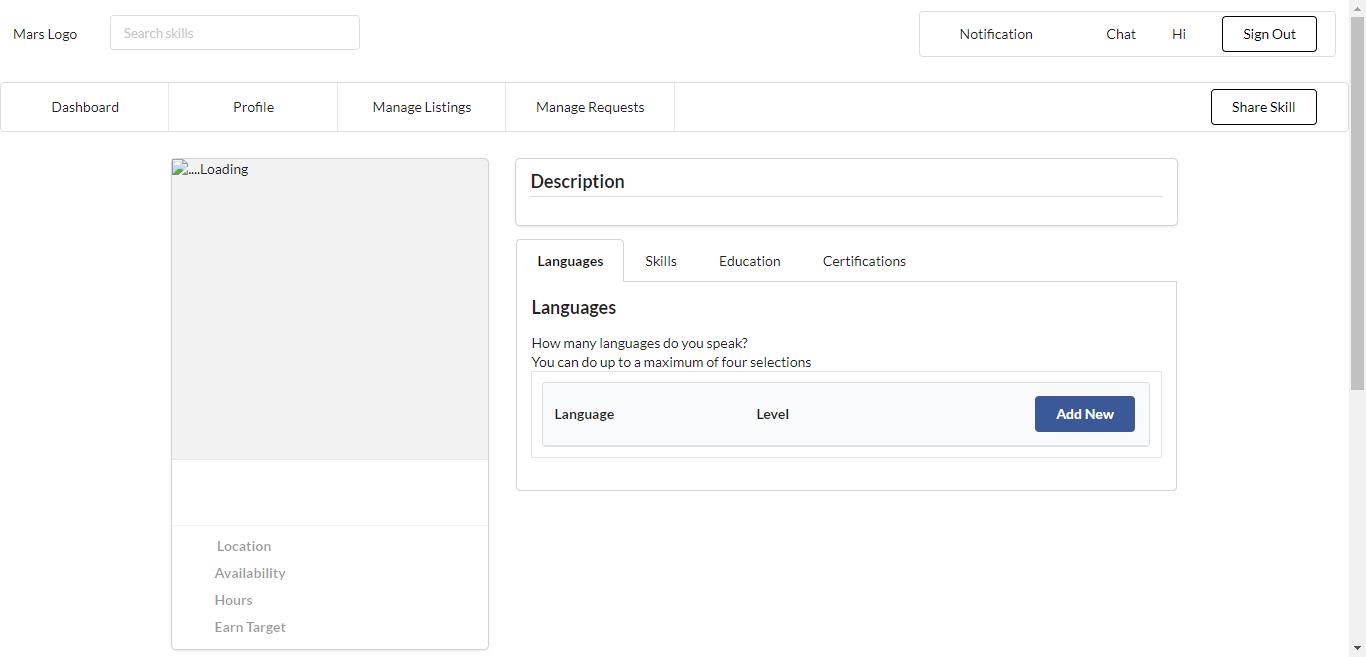 Mars Logo
Search skills
Notification
Chat
Hi
Sign Out
Dashboard
Profile
Manage Listings
Manage Requests
Share Skill
....Loading
Location
Availability
Hours
Earn Target
Description
Languages
Skills
Education
Certifications
Languages
How many languages do you speak?
You can do up to a maximum of four selections
Language
Level
Add New